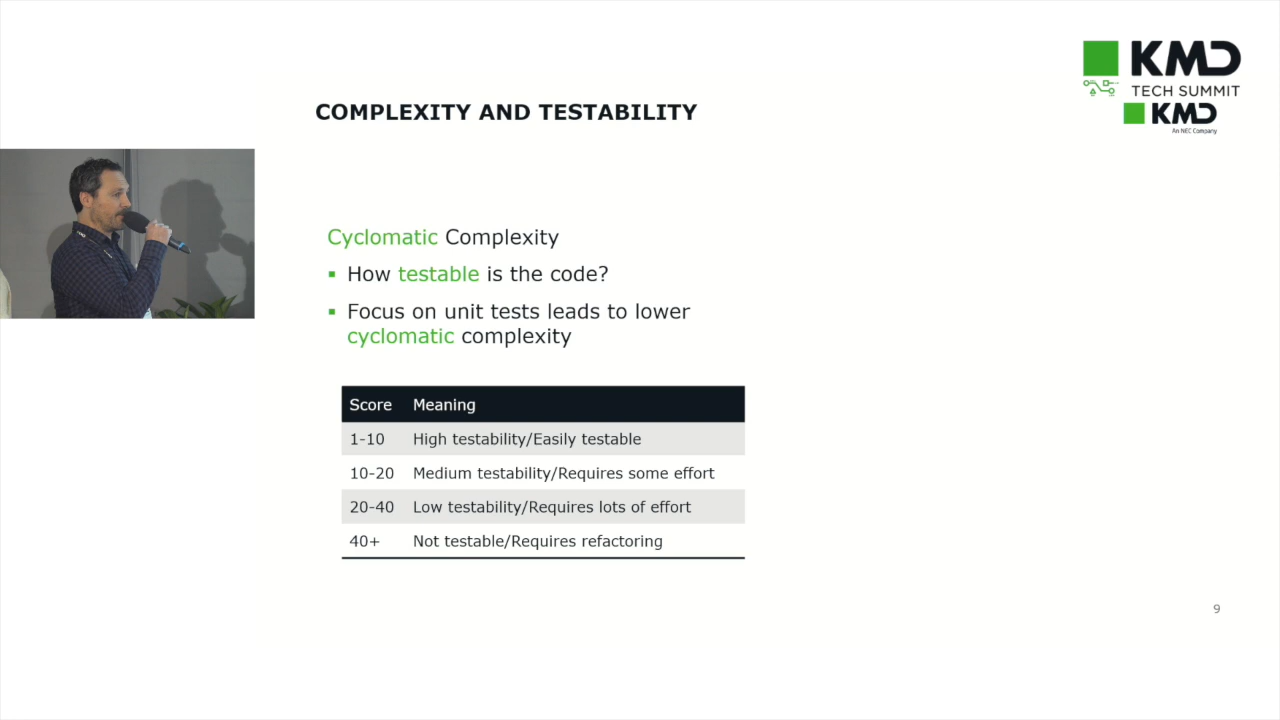 KMD
TECH SUMMIT
KMD
An NEC Company
COMPLEXITY AND TESTABILITY
Cyclomatic Complexity
▪ How testable is the code?
▪ Focus on unit tests leads to lower
cyclomatic complexity
Score Meaning
1-10 High testability/Easily testable
10-20 Medium testability/Requires some effort
20-40 Low testability/Requires lots of effort
40+ Not testable/Requires refactoring
9